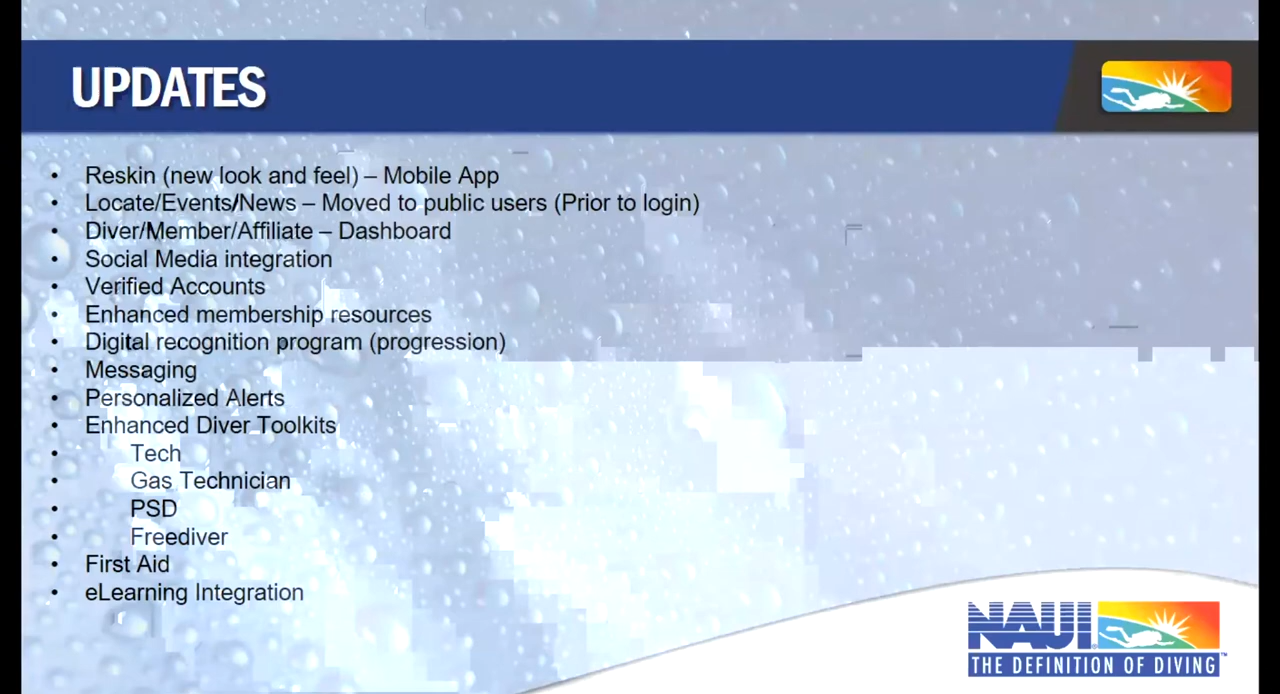 UPDATES
• Reskin (new look and feel) – Mobile App
• Locate/Events/News – Moved to public users (Prior to login)
• Diver/Member/Affiliate – Dashboard
• Social Media integration
• Verified Accounts
• Enhanced membership resources
• Digital recognition program (progression)
• Messaging
• Personalized Alerts
• Enhanced Diver Toolkits
• Tech
• Gas Technician
• PSD
• Freediver
• First Aid
• eLearning Integration
NAUI
THE DEFINITION OF DIVING™